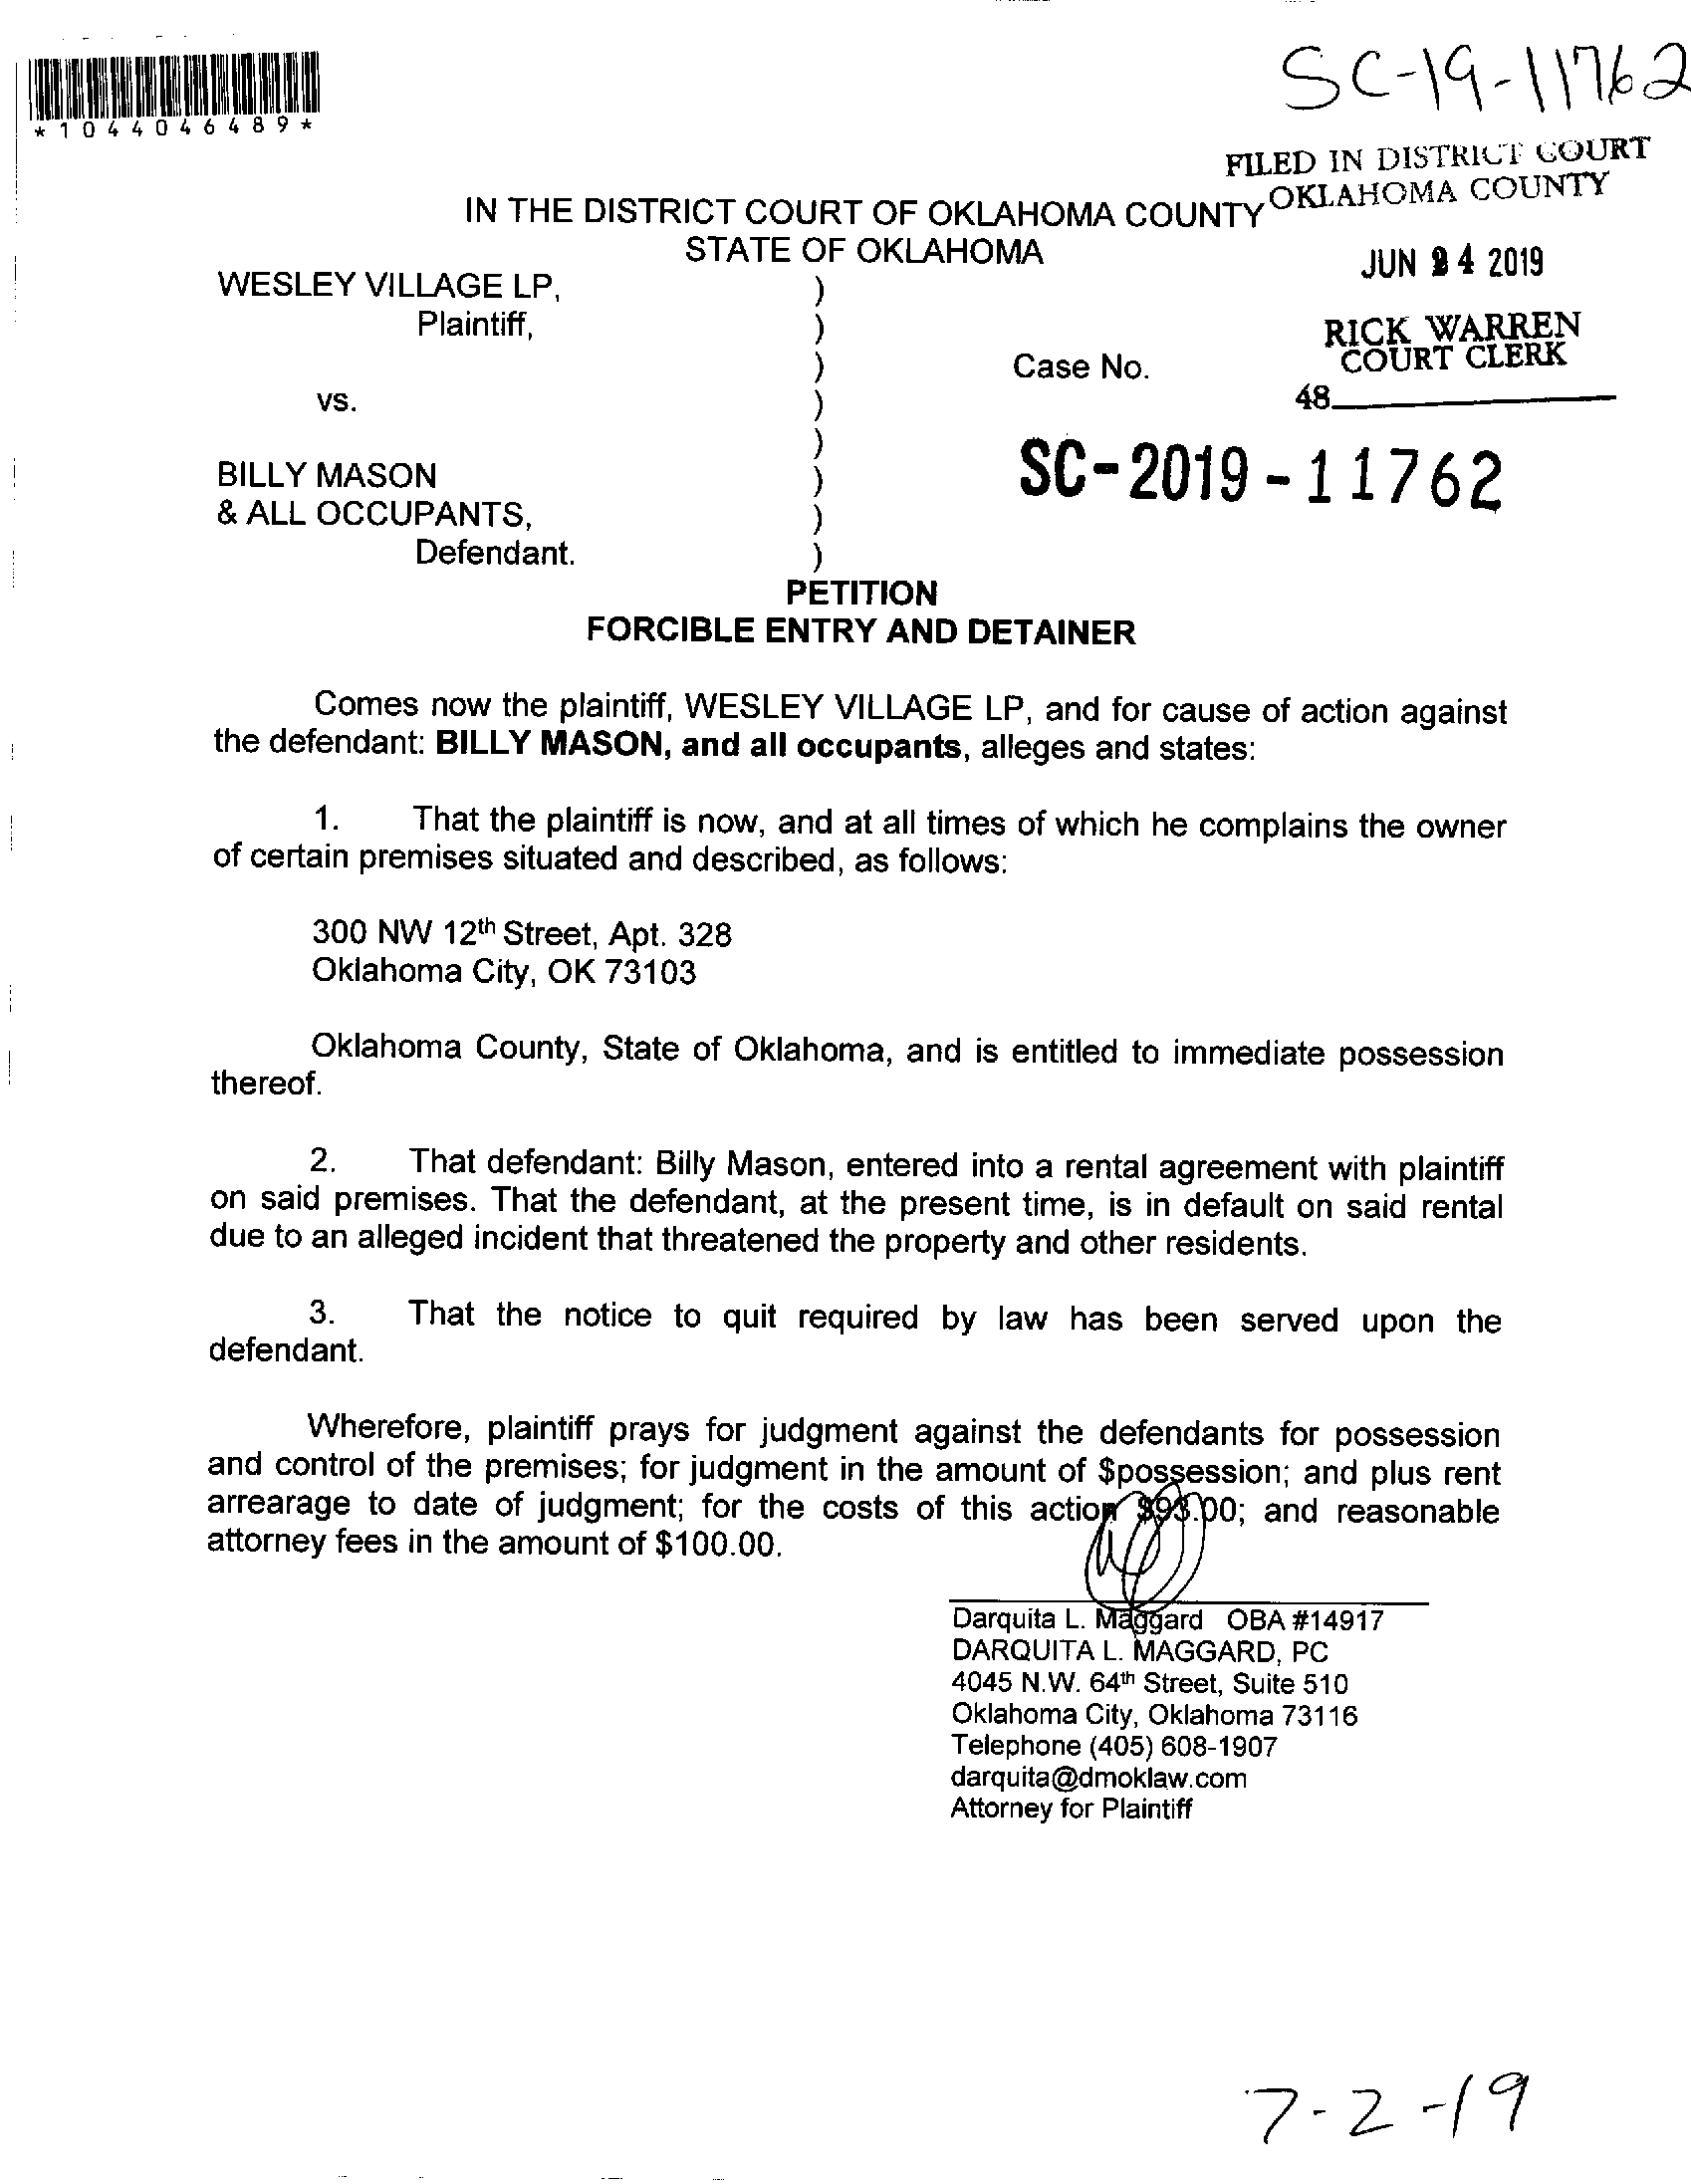 *1044046489*
SC-19-11762
FILED IN DISTRICT COURT
OKLAHOMA COUNTY
IN THE DISTRICT COURT OF OKLAHOMA COUNTY
STATE OF OKLAHOMA
JUN 24 2019
WESLEY VILLAGE LP, )
Plaintiff, )
RICK WARREN
COURT CLERK
) Case No.
48
vs. )
)
SC-2019-11762
BILLY MASON )
& ALL OCCUPANTS, )
Defendant. )
PETITION
FORCIBLE ENTRY AND DETAINER
Comes now the plaintiff, WESLEY VILLAGE LP, and for cause of action against
the defendant: BILLY MASON, and all occupants, alleges and states:
1. That the plaintiff is now, and at all times of which he complains the owner
of certain premises situated and described, as follows:
300 NW 12th Street, Apt. 328
Oklahoma City, OK 73103
Oklahoma County, State of Oklahoma, and is entitled to immediate possession
thereof.
2. That defendant: Billy Mason, entered into a rental agreement with plaintiff
on said premises. That the defendant, at the present time, is in default on said rental
due to an alleged incident that threatened the property and other residents.
3. That the notice to quit required by law has been served upon the
defendant.
Wherefore, plaintiff prays for judgment against the defendants for possession
and control of the premises; for judgment in the amount of $possession; and plus rent
arrearage to date of judgment; for the costs of this action $93.00; and reasonable
attorney fees in the amount of $100.00.
Darquita L. Maggard OBA #14917
DARQUITA L. MAGGARD, PC
4045 N.W. 64th Street, Suite 510
Oklahoma City, Oklahoma 73116
Telephone (405) 608-1907
darquita@dmoklaw.com
Attorney for Plaintiff
7-2-19